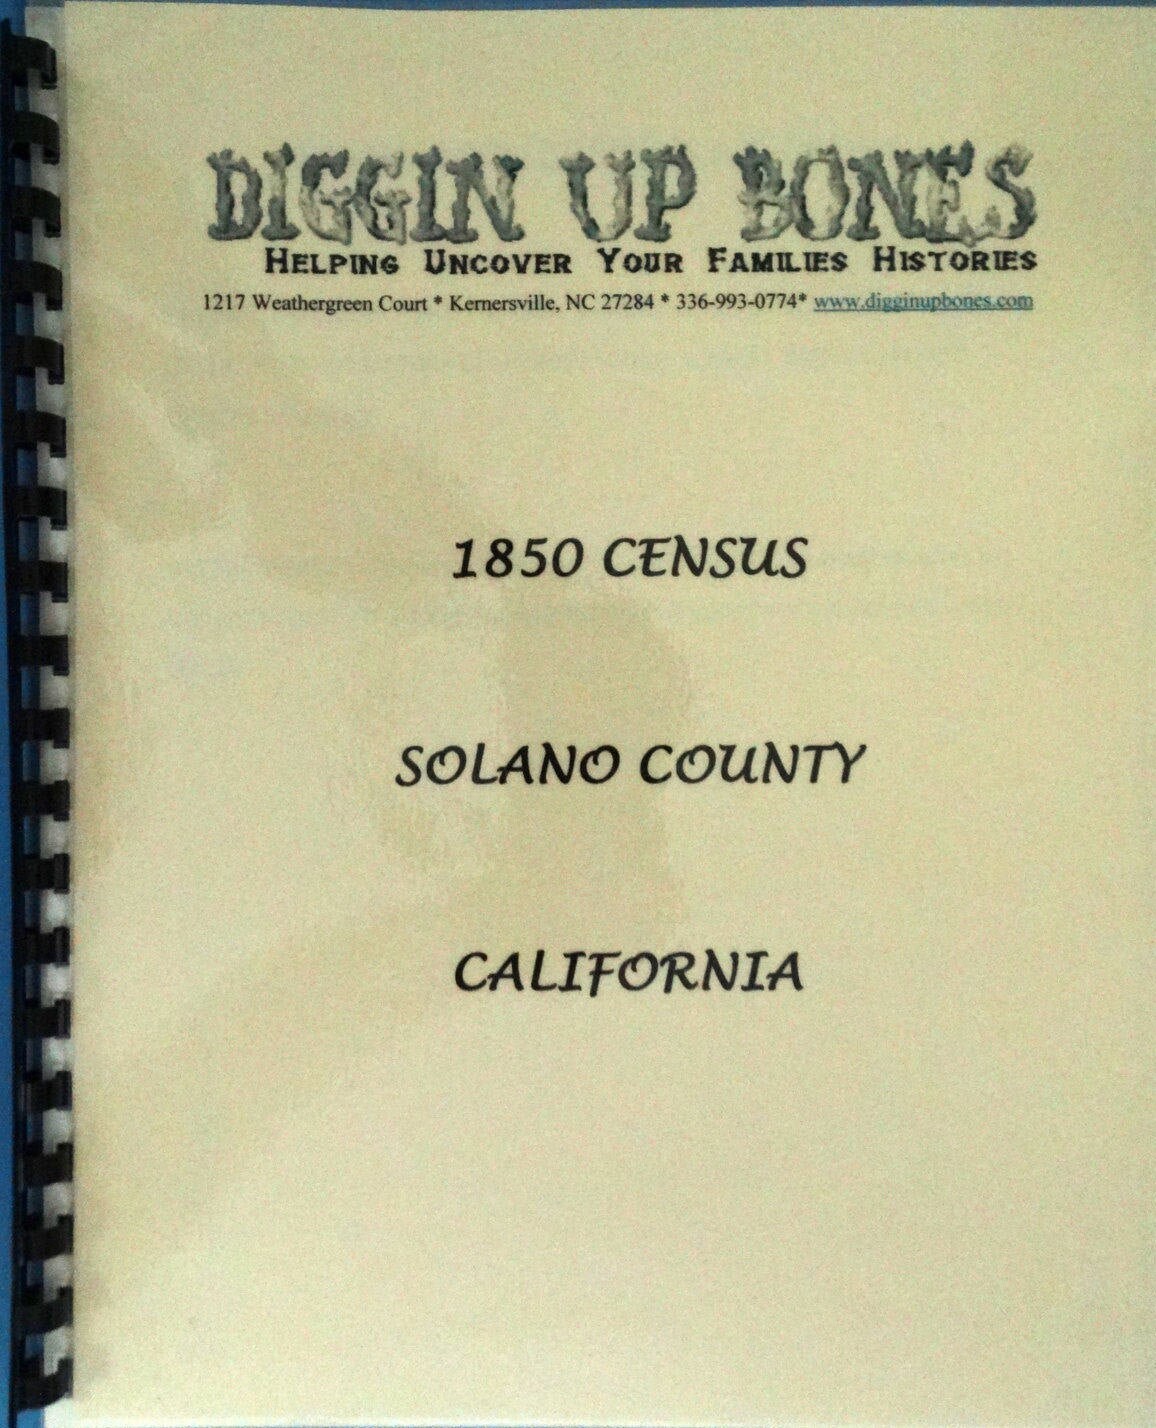 DIGGIN UP BONES
HELPING UNCOVER YOUR FAMILIES HISTORIES
1217 Weathergreen Court * Kernersville, NC 27284 * 336-993-0774* www.digginupbones.com
1850 CENSUS
SOLANO COUNTY
CALIFORNIA